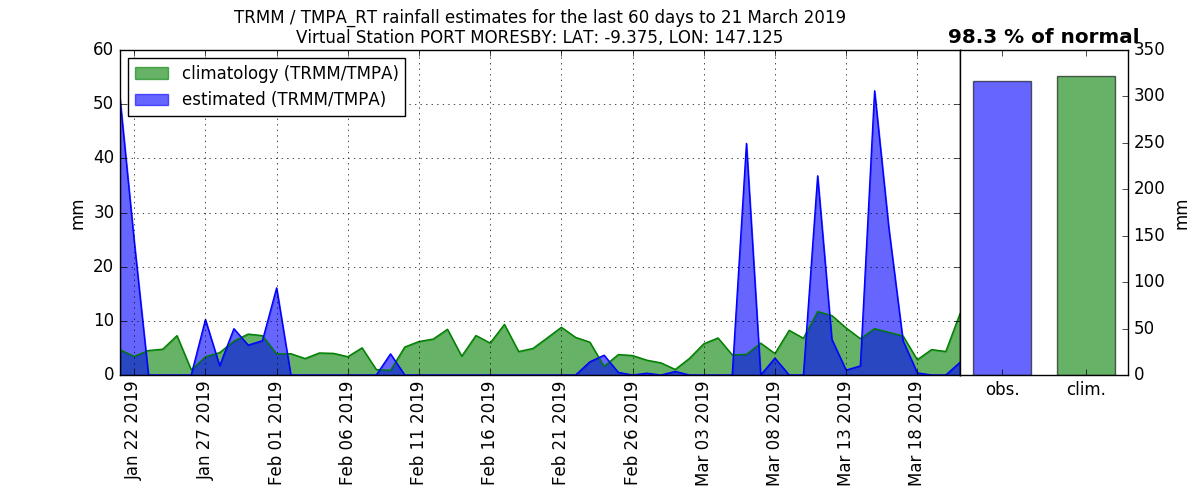 TRMM / TMPA_RT rainfall estimates for the last 60 days to 21 March 2019
Virtual Station PORT MORESBY: LAT: -9.375, LON: 147.125
98.3 % of normal
climatology (TRMM/TMPA)
estimated (TRMM/TMPA)
mm
60
50
40
30
20
10
0
Jan 22 2019
Jan 27 2019
Feb 01 2019
Feb 06 2019
Feb 11 2019
Feb 16 2019
Feb 21 2019
Feb 26 2019
Mar 03 2019
Mar 08 2019
Mar 13 2019
Mar 18 2019
obs.
clim.
350
300
250
200
150
100
50
0
mm